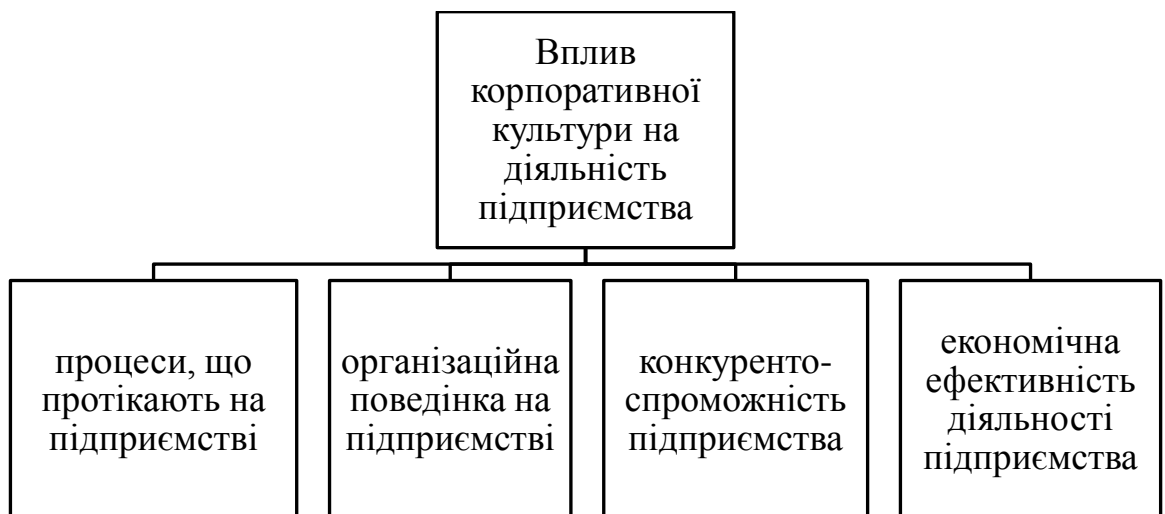 Вплив
корпоративної
культури на
діяльність
підприємства
процеси, що
протікають на
підприємстві
організаційна
поведінка на
підприємстві
конкуренто-
спроможність
підприємства
економічна
ефективність
діяльності
підприємства